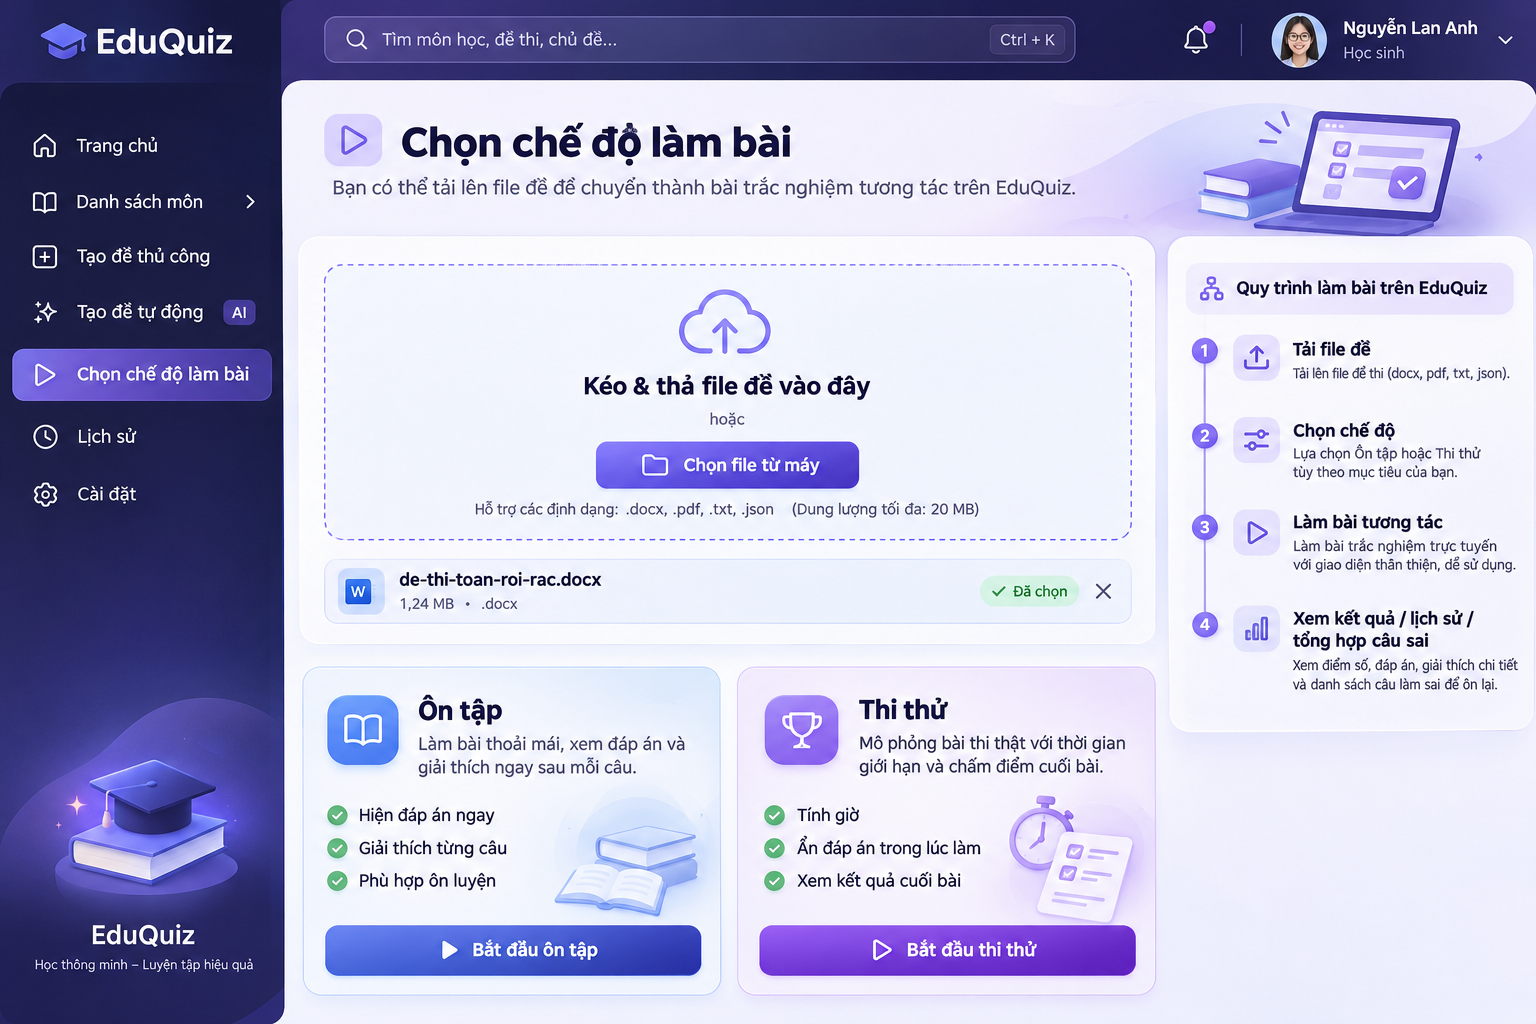 EduQuiz
Tìm môn học, đề thi, chủ đề...
Ctrl + K
Nguyễn Lan Anh
Học sinh
Trang chủ
Danh sách môn
Tạo đề thủ công
Tạo đề tự động
AI
Chọn chế độ làm bài
Lịch sử
Cài đặt
EduQuiz
Học thông minh – Luyện tập hiệu quả
Chọn chế độ làm bài
Bạn có thể tải lên file đề để chuyển thành bài trắc nghiệm tương tác trên EduQuiz.
Kéo & thả file đề vào đây
hoặc
Chọn file từ máy
Hỗ trợ các định dạng: .docx, .pdf, .txt, .json (Dung lượng tối đa: 20 MB)
W
de-thi-toan-roi-rac.docx
1,24 MB • .docx
Đã chọn
Ôn tập
Làm bài thoải mái, xem đáp án và
giải thích ngay sau mỗi câu.
Hiện đáp án ngay
Giải thích từng câu
Phù hợp ôn luyện
Bắt đầu ôn tập
Thi thử
Mô phỏng bài thi thật với thời gian
giới hạn và chấm điểm cuối bài.
Tính giờ
Ẩn đáp án trong lúc làm
Xem kết quả cuối bài
Bắt đầu thi thử
Quy trình làm bài trên EduQuiz
1
Tải file đề
Tải lên file để thi (docx, pdf, txt, json).
2
Chọn chế độ
Lựa chọn Ôn tập hoặc Thi thử
tùy theo mục tiêu của bạn.
3
Làm bài tương tác
Làm bài trắc nghiệm trực tuyến
với giao diện thân thiện, dể sử dụng.
4
Xem kết quả / lịch sử /
tổng hợp câu sai
Xem điểm số, đáp án, giải thích chi tiết
và danh sách câu làm sai để ôn lại.